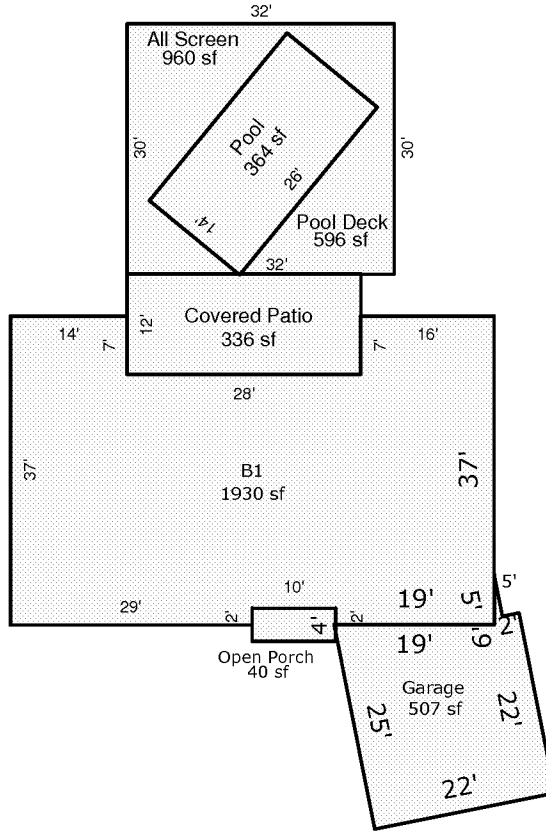 32'
All Screen
960 sf
30'
30'
Pool
364 sf
26'
14'
Pool Deck
596 sf
32'
12'
Covered Patio
336 sf
14'
7'
7'
16'
28'
37'
B1
1930 sf
37'
29'
2'
10'
4'
2'
19'
5'
5'
2'
19'
6'
Open Porch
40 sf
Garage
507 sf
25'
22'
22'